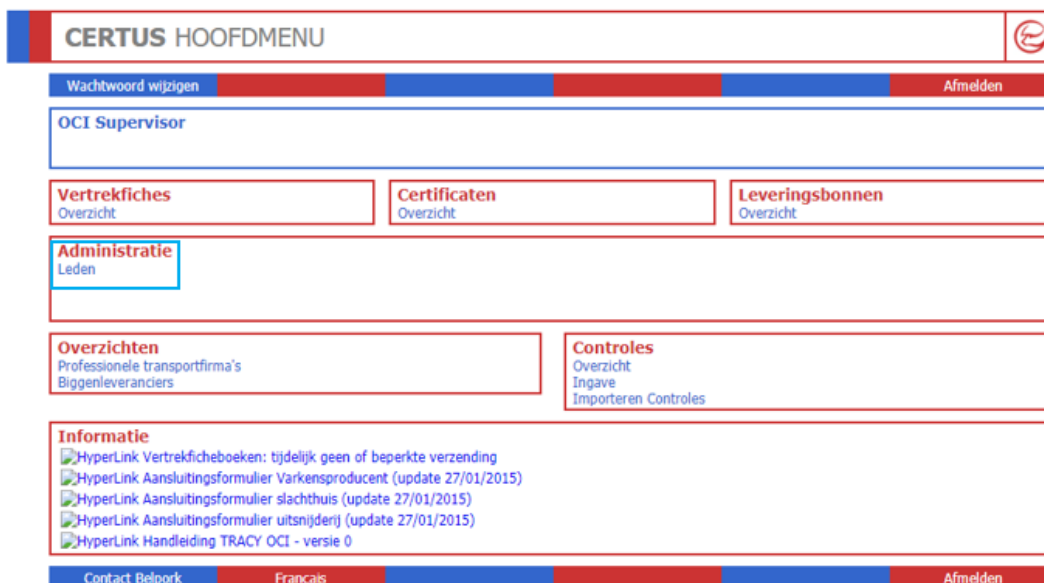 CERTUS HOOFDMENU
Wachtwoord wijzigen Afmelden
OCI Supervisor
Vertrekfiches
Overzicht
Certificaten
Overzicht
Leveringsbonnen
Overzicht
Administratie
Leden
Overzichten
Professionele transportfirma's
Biggenleveranciers
Controles
Overzicht
Ingave
Importeren Controles
Informatie
HyperLink Vertrekficheboeken: tijdelijk geen of beperkte verzending
HyperLink Aansluitingsformulier Varkensproducent (update 27/01/2015)
HyperLink Aansluitingsformulier slachthuis (update 27/01/2015)
HyperLink Aansluitingsformulier uitsnijderij (update 27/01/2015)
HyperLink Handleiding TRACY OCI - versie 0
Contact Belpork Français Afmelden